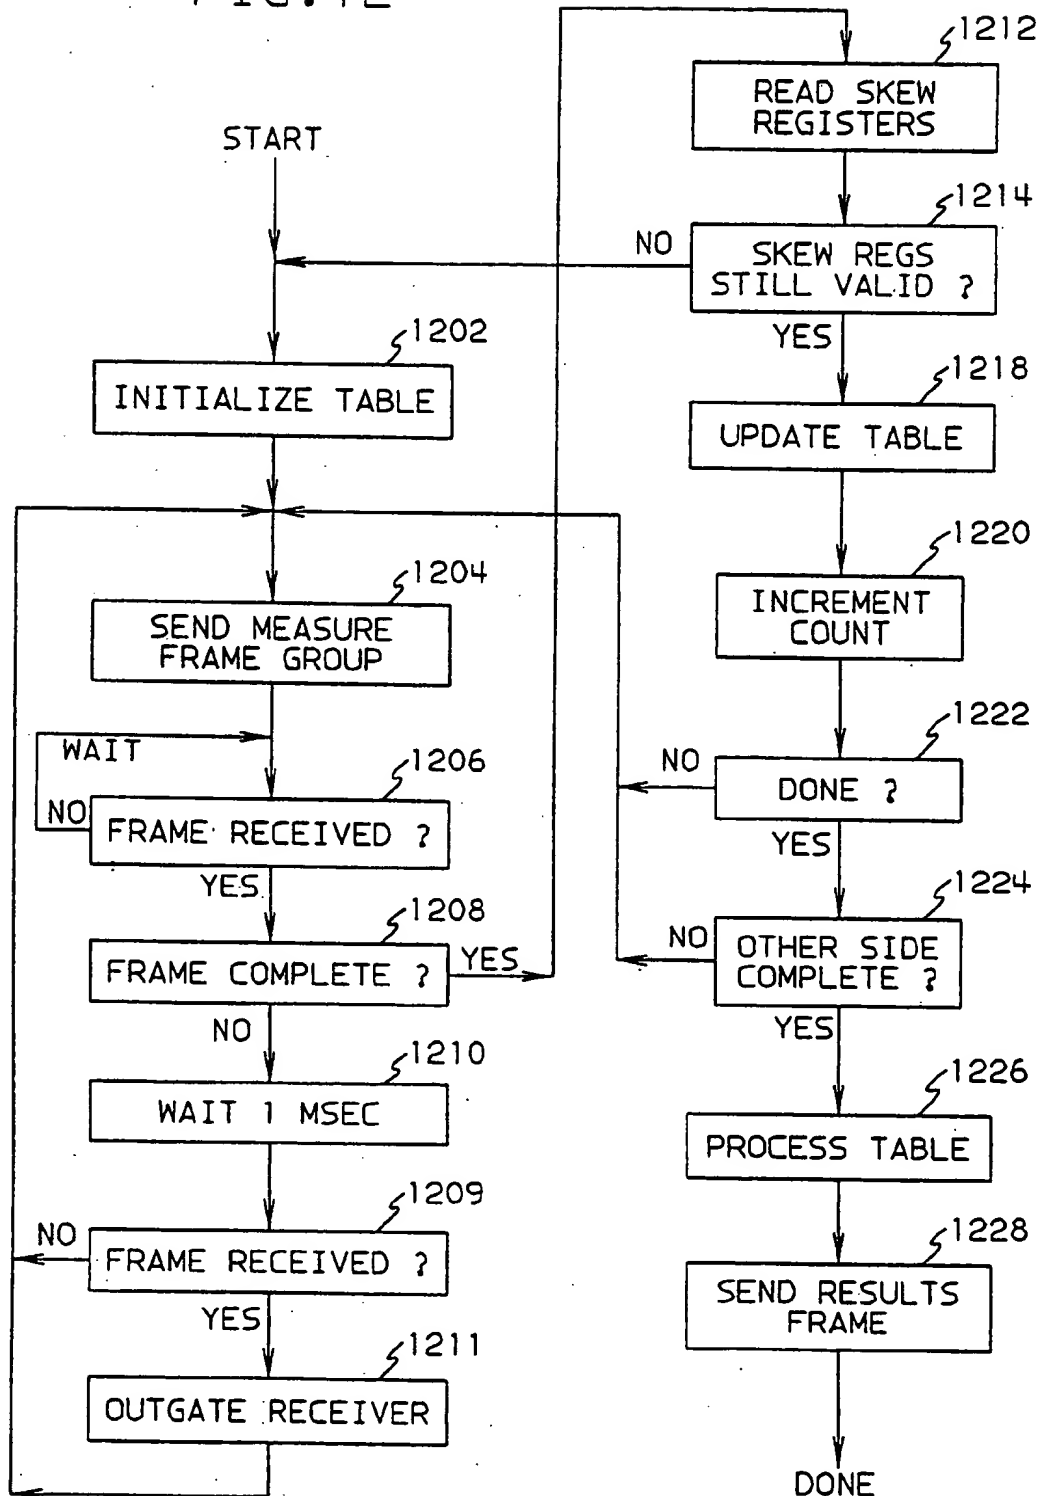 FIG.12
START
1202
INITIALIZE TABLE
1204
SEND MEASURE
FRAME GROUP
WAIT
1206
NO
FRAME RECEIVED ?
YES
1208
FRAME COMPLETE ?
YES
NO
1210
WAIT 1 MSEC
1209
NO
FRAME RECEIVED ?
YES
1211
OUTGATE RECEIVER
1212
READ SKEW
REGISTERS
1214
NO
SKEW REGS
STILL VALID ?
YES
1218
UPDATE TABLE
1220
INCREMENT
COUNT
1222
NO
DONE ?
YES
1224
NO
OTHER SIDE
COMPLETE ?
YES
1226
PROCESS TABLE
1228
SEND RESULTS
FRAME
DONE